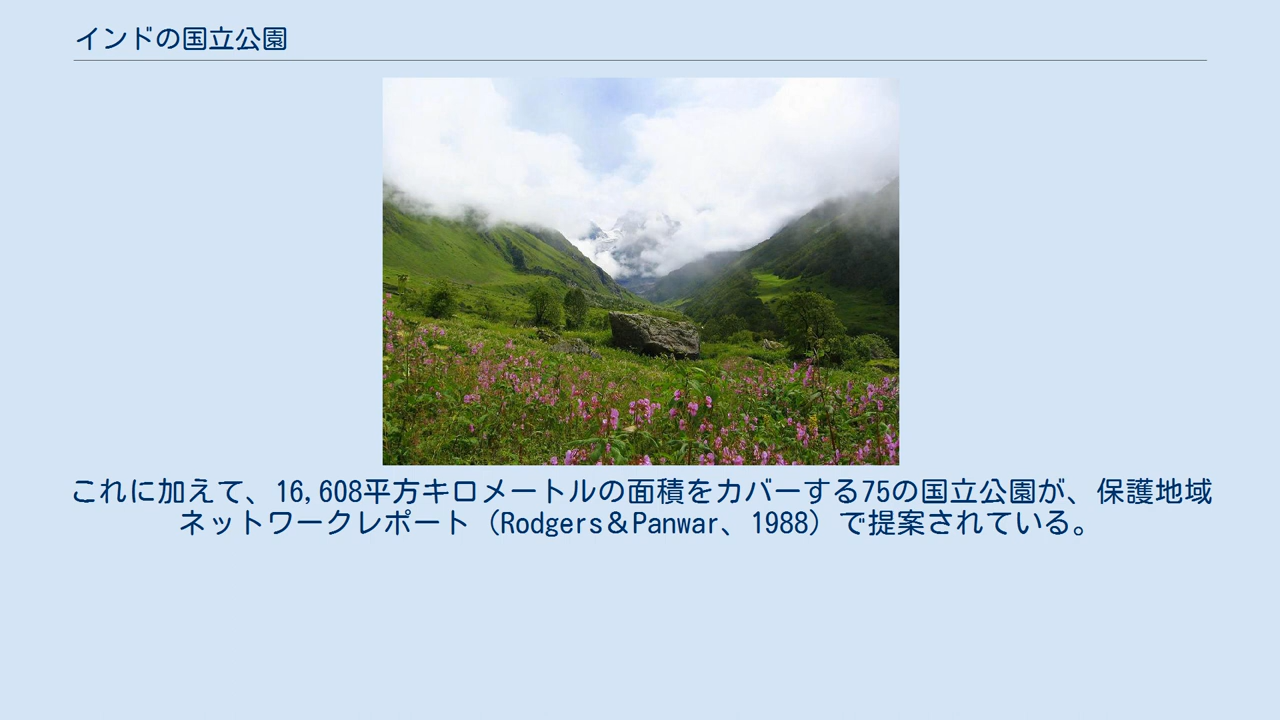 インドの国立公園
これに加えて、16,608平方キロメートルの面積をカバーする75の国立公園が、保護地域
ネットワークレポート（Rodgers＆Panwar、1988）で提案されている。